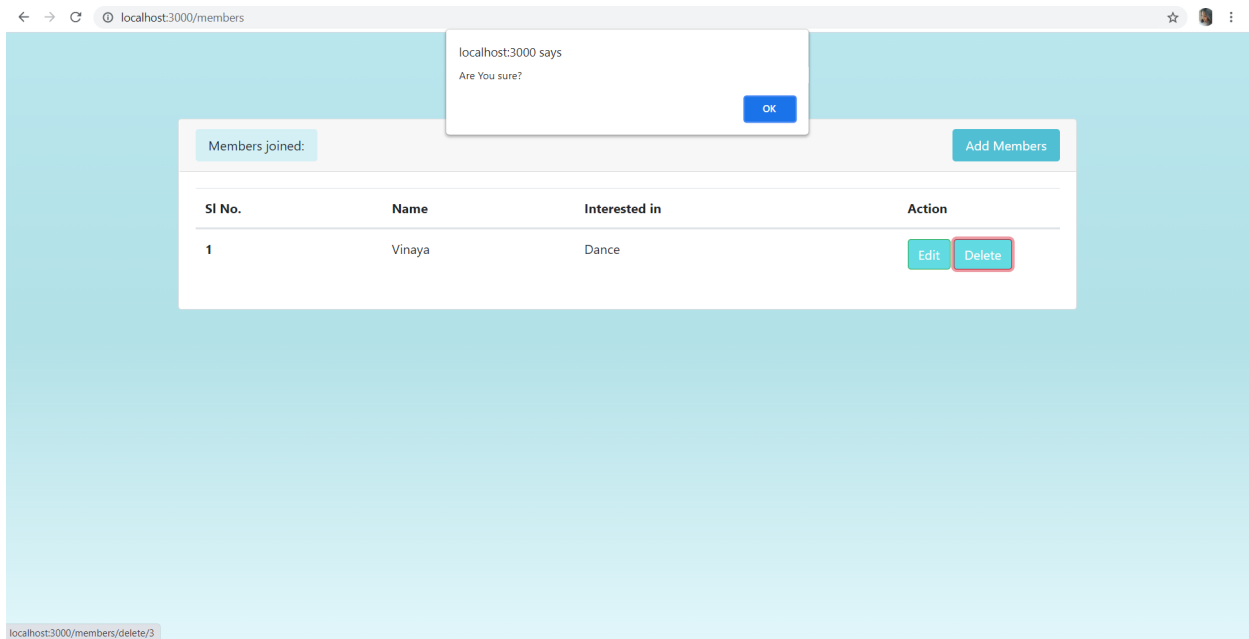 localhost:3000/members
localhost:3000 says
Are You sure?
OK
Members joined:
Add Members
Sl No. Name Interested in Action
1 Vinaya Dance Edit Delete
localhost:3000/members/delete/3